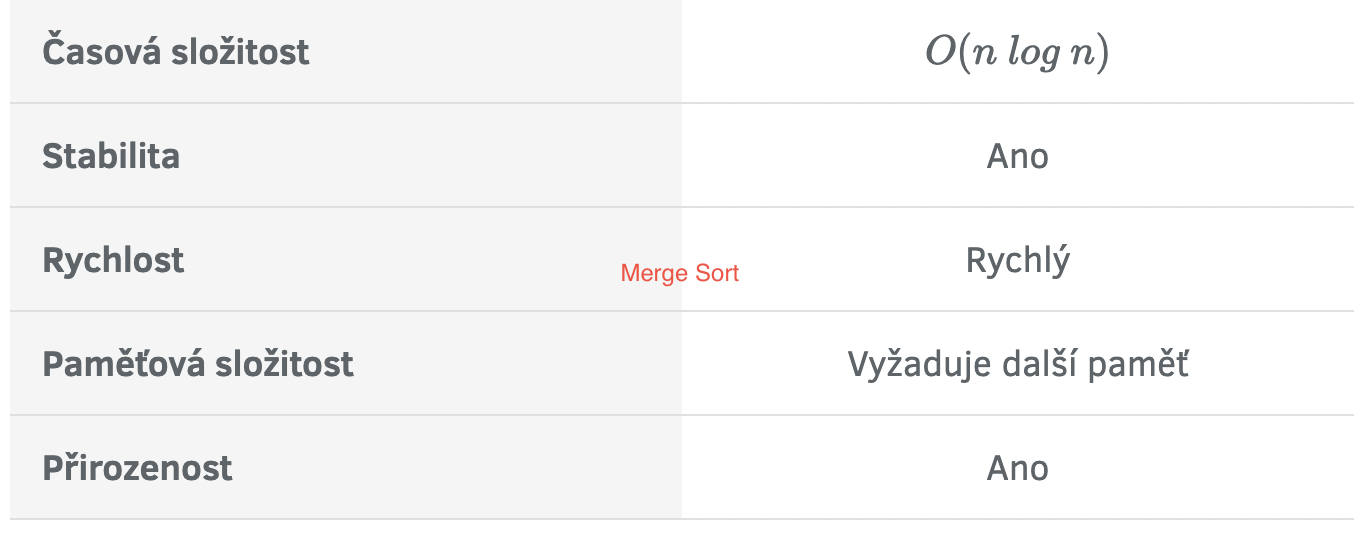 Časová složitost O(n log n)
Stabilita Ano
Rychlost Rychlý
Merge Sort
Paměťová složitost Vyžaduje další paměť
Přirozenost Ano